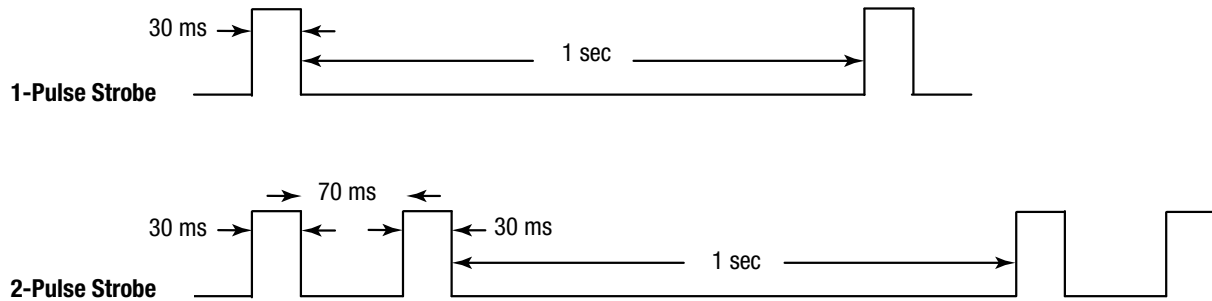 30 ms
1 sec
1-Pulse Strobe
70 ms
30 ms
30 ms
1 sec
2-Pulse Strobe